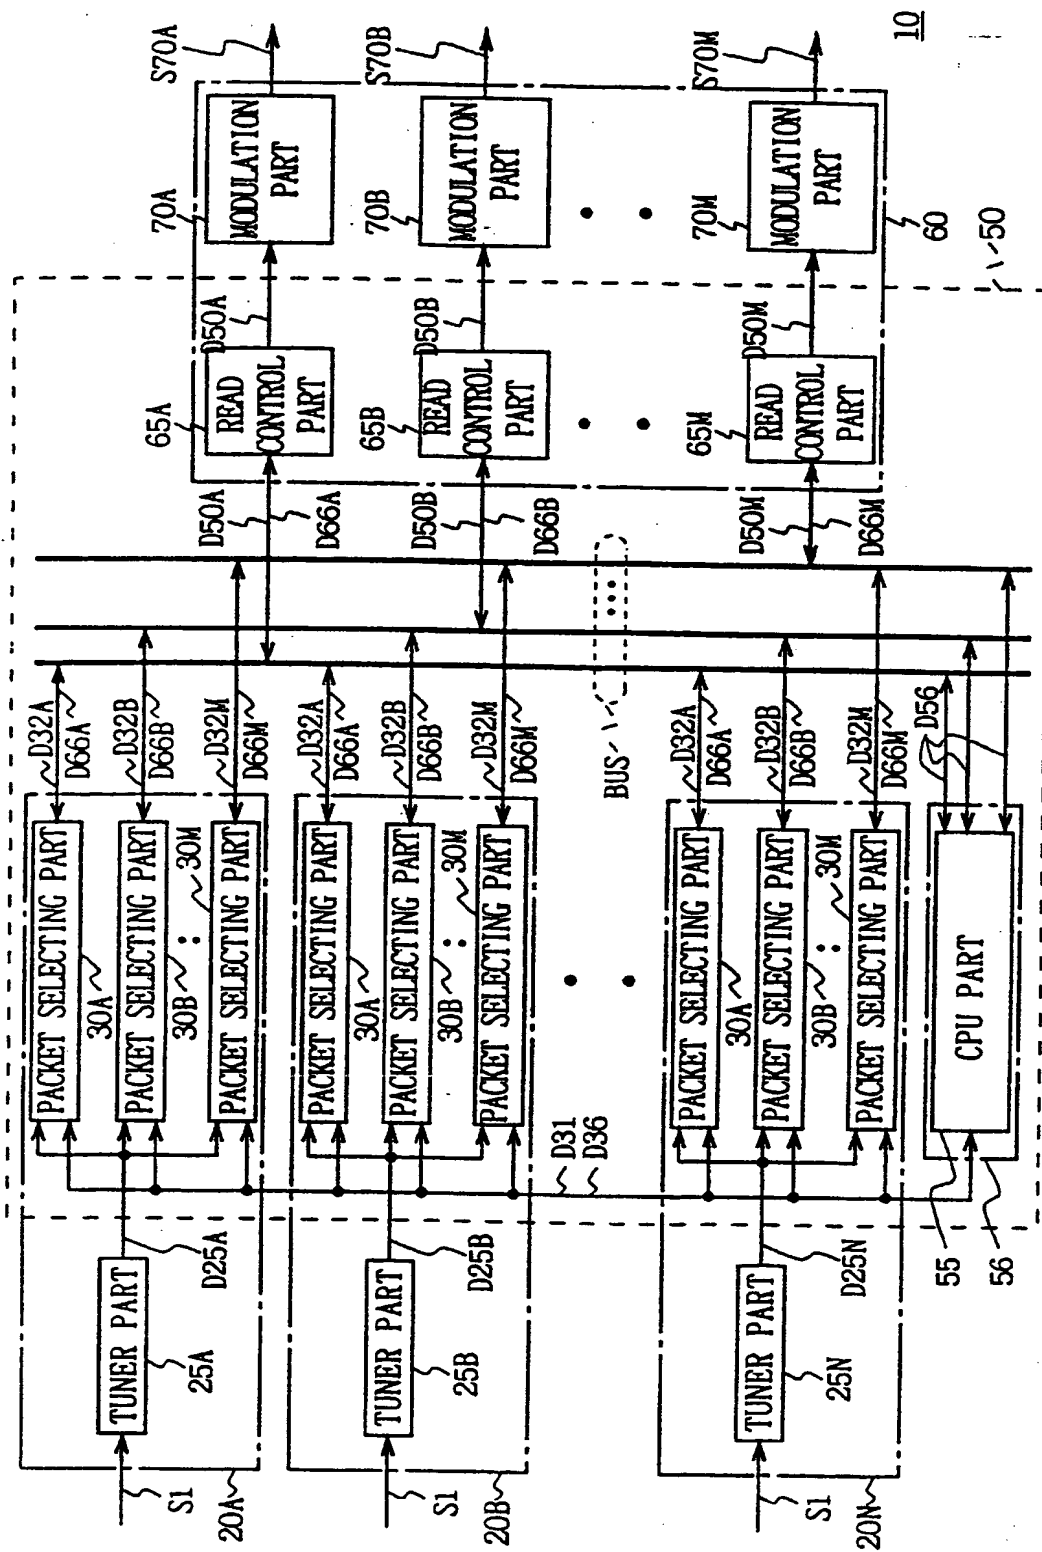 10
S1
20A
TUNER PART
25A
D25A
PACKET SELECTING PART
30A
PACKET SELECTING PART
30B
30M
PACKET SELECTING PART
D32A
D66A
D32B
D66B
D32M
D66M
S1
20B
TUNER PART
25B
D25B
PACKET SELECTING PART
30A
PACKET SELECTING PART
30B
30M
PACKET SELECTING PART
D32A
D66A
D32B
D66B
D32M
D66M
D31
D36
S1
20N
TUNER PART
25N
D25N
PACKET SELECTING PART
30A
PACKET SELECTING PART
30B
30M
PACKET SELECTING PART
D32A
D66A
D32B
D66B
D32M
D66M
CPU PART
55
56
D56
BUS
D50A
D66A
65A
READ
CONTROL
PART
D50A
70A
MODULATION
PART
S70A
D50B
D66B
65B
READ
CONTROL
PART
D50B
70B
MODULATION
PART
S70B
D50M
D66M
65M
READ
CONTROL
PART
D50M
70M
MODULATION
PART
S70M
60
50